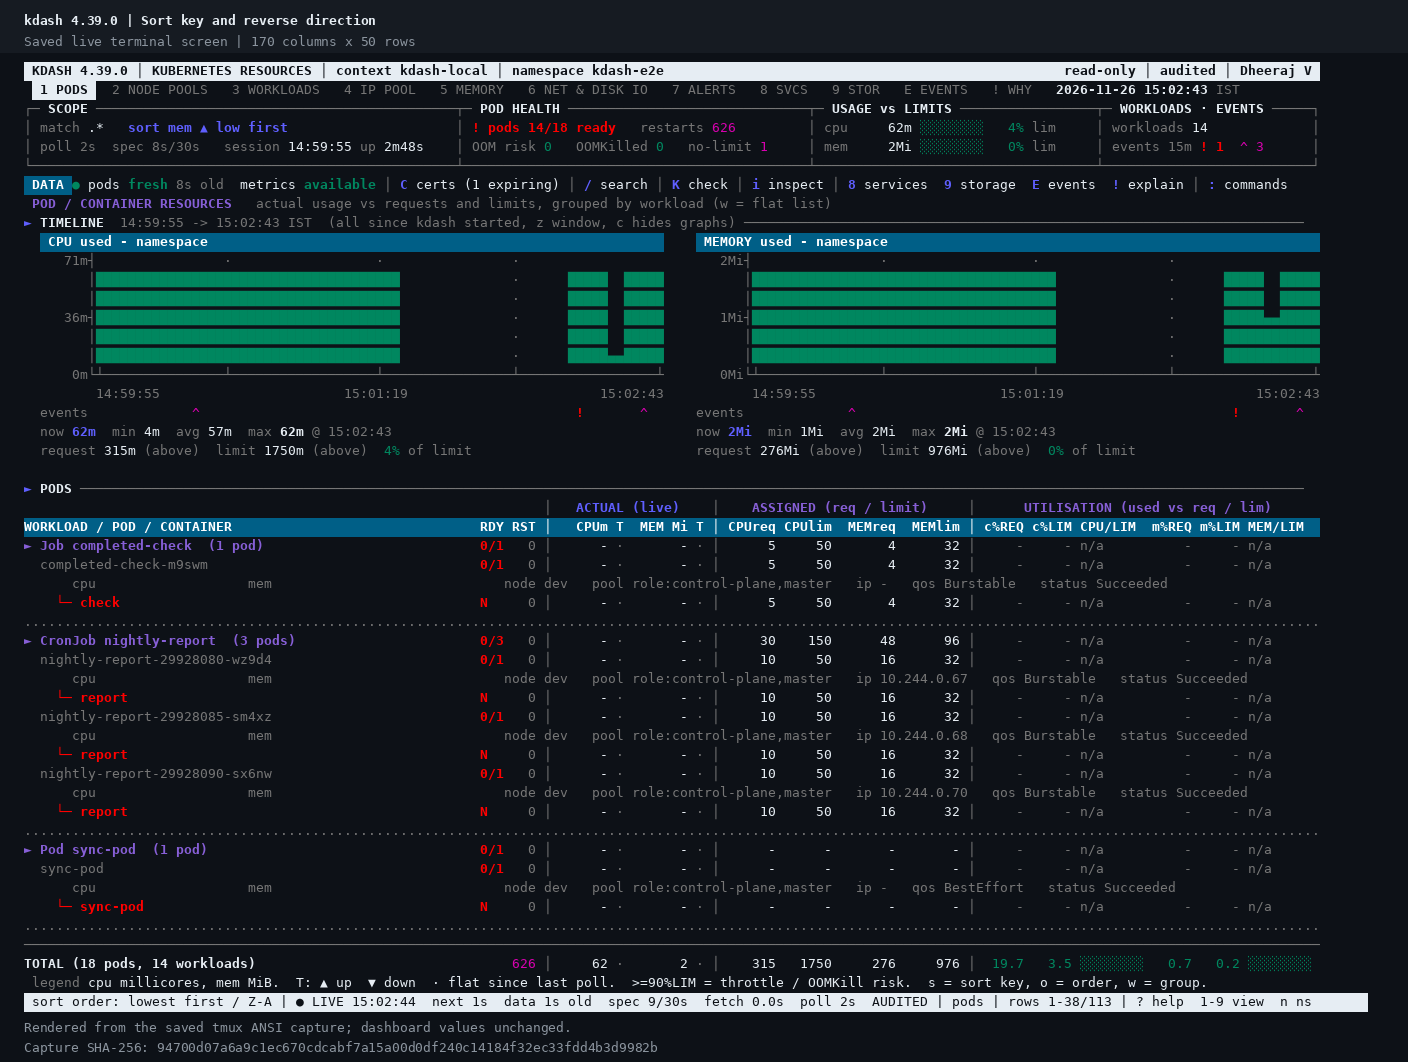 kdash 4.39.0 | Sort key and reverse direction
Saved live terminal screen | 170 columns x 50 rows
KDASH 4.39.0 │ KUBERNETES RESOURCES │ context kdash-local │ namespace kdash-e2e read-only │ audited │ Dheeraj V
1 PODS 2 NODE POOLS 3 WORKLOADS 4 IP POOL 5 MEMORY 6 NET & DISK IO 7 ALERTS 8 SVCS 9 STOR E EVENTS ! WHY 2026-11-26 15:02:43 IST
SCOPE POD HEALTH USAGE vs LIMITS WORKLOADS · EVENTS
match .* sort mem ▲ low first │ ! pods 14/18 ready restarts 626 │ cpu 62m ░░░░░░░░ 4% lim │ workloads 14
poll 2s spec 8s/30s session 14:59:55 up 2m48s │ OOM risk 0 OOMKilled 0 no-limit 1 │ mem 2Mi ░░░░░░░░ 0% lim │ events 15m ! 1 ^ 3
DATA ● pods fresh 8s old metrics available │ C certs (1 expiring) │ / search │ K check │ i inspect │ 8 services 9 storage E events ! explain │ : commands
POD / CONTAINER RESOURCES actual usage vs requests and limits, grouped by workload (w = flat list)
► TIMELINE 14:59:55 -> 15:02:43 IST (all since kdash started, z window, c hides graphs)
CPU used - namespace MEMORY used - namespace
71m 2Mi
36m 1Mi
0m 0Mi
14:59:55 15:01:19 15:02:43 14:59:55 15:01:19 15:02:43
events ^ ! ^ events ^ ! ^
now 62m min 4m avg 57m max 62m @ 15:02:43 now 2Mi min 1Mi avg 2Mi max 2Mi @ 15:02:43
request 315m (above) limit 1750m (above) 4% of limit request 276Mi (above) limit 976Mi (above) 0% of limit
► PODS
│ ACTUAL (live) │ ASSIGNED (req / limit) │ UTILISATION (used vs req / lim)
WORKLOAD / POD / CONTAINER RDY RST │ CPUm T MEM Mi T │ CPUreq CPUlim MEMreq MEMlim │ c%REQ c%LIM CPU/LIM m%REQ m%LIM MEM/LIM
► Job completed-check (1 pod) 0/1 0 │ - · - · │ 5 50 4 32 │ - - n/a - - n/a
completed-check-m9swm 0/1 0 │ - · - · │ 5 50 4 32 │ - - n/a - - n/a
cpu mem node dev pool role:control-plane,master ip - qos Burstable status Succeeded
└─ check N 0 │ - · - · │ 5 50 4 32 │ - - n/a - - n/a
► CronJob nightly-report (3 pods) 0/3 0 │ - · - · │ 30 150 48 96 │ - - n/a - - n/a
nightly-report-29928080-wz9d4 0/1 0 │ - · - · │ 10 50 16 32 │ - - n/a - - n/a
cpu mem node dev pool role:control-plane,master ip 10.244.0.67 qos Burstable status Succeeded
└─ report N 0 │ - · - · │ 10 50 16 32 │ - - n/a - - n/a
nightly-report-29928085-sm4xz 0/1 0 │ - · - · │ 10 50 16 32 │ - - n/a - - n/a
cpu mem node dev pool role:control-plane,master ip 10.244.0.68 qos Burstable status Succeeded
└─ report N 0 │ - · - · │ 10 50 16 32 │ - - n/a - - n/a
nightly-report-29928090-sx6nw 0/1 0 │ - · - · │ 10 50 16 32 │ - - n/a - - n/a
cpu mem node dev pool role:control-plane,master ip 10.244.0.70 qos Burstable status Succeeded
└─ report N 0 │ - · - · │ 10 50 16 32 │ - - n/a - - n/a
► Pod sync-pod (1 pod) 0/1 0 │ - · - · │ - - - - │ - - n/a - - n/a
sync-pod 0/1 0 │ - · - · │ - - - - │ - - n/a - - n/a
cpu mem node dev pool role:control-plane,master ip - qos BestEffort status Succeeded
└─ sync-pod N 0 │ - · - · │ - - - - │ - - n/a - - n/a
TOTAL (18 pods, 14 workloads) 626 │ 62 · 2 · │ 315 1750 276 976 │ 19.7 3.5 ░░░░░░░░ 0.7 0.2 ░░░░░░░░
legend cpu millicores, mem MiB. T: ▲ up ▼ down · flat since last poll. >=90%LIM = throttle / OOMKill risk. s = sort key, o = order, w = group.
sort order: lowest first / Z-A | ● LIVE 15:02:44 next 1s data 1s old spec 9/30s fetch 0.0s poll 2s AUDITED | pods | rows 1-38/113 | ? help 1-9 view n ns
Rendered from the saved tmux ANSI capture; dashboard values unchanged.
Capture SHA-256: 94700d07a6a9c1ec670cdcabf7a15a00d0df240c14184f32ec33fdd4b3d9982b